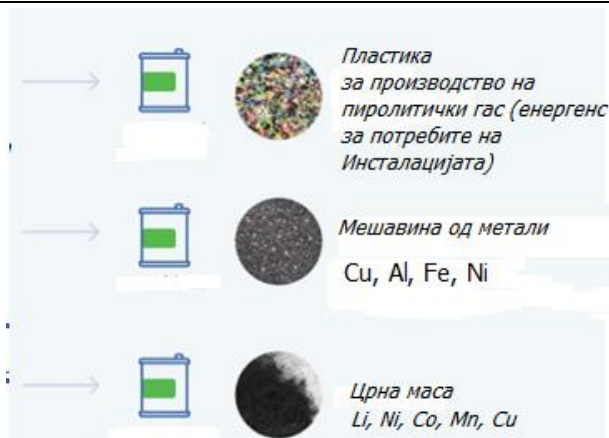 Пластика
за производство на
пиролитички гас (енергенс
за потребите на
Инсталацијата)
Мешавина од метали
Cu, Al, Fe, Ni
Црна маса
Li, Ni, Co, Mn, Cu